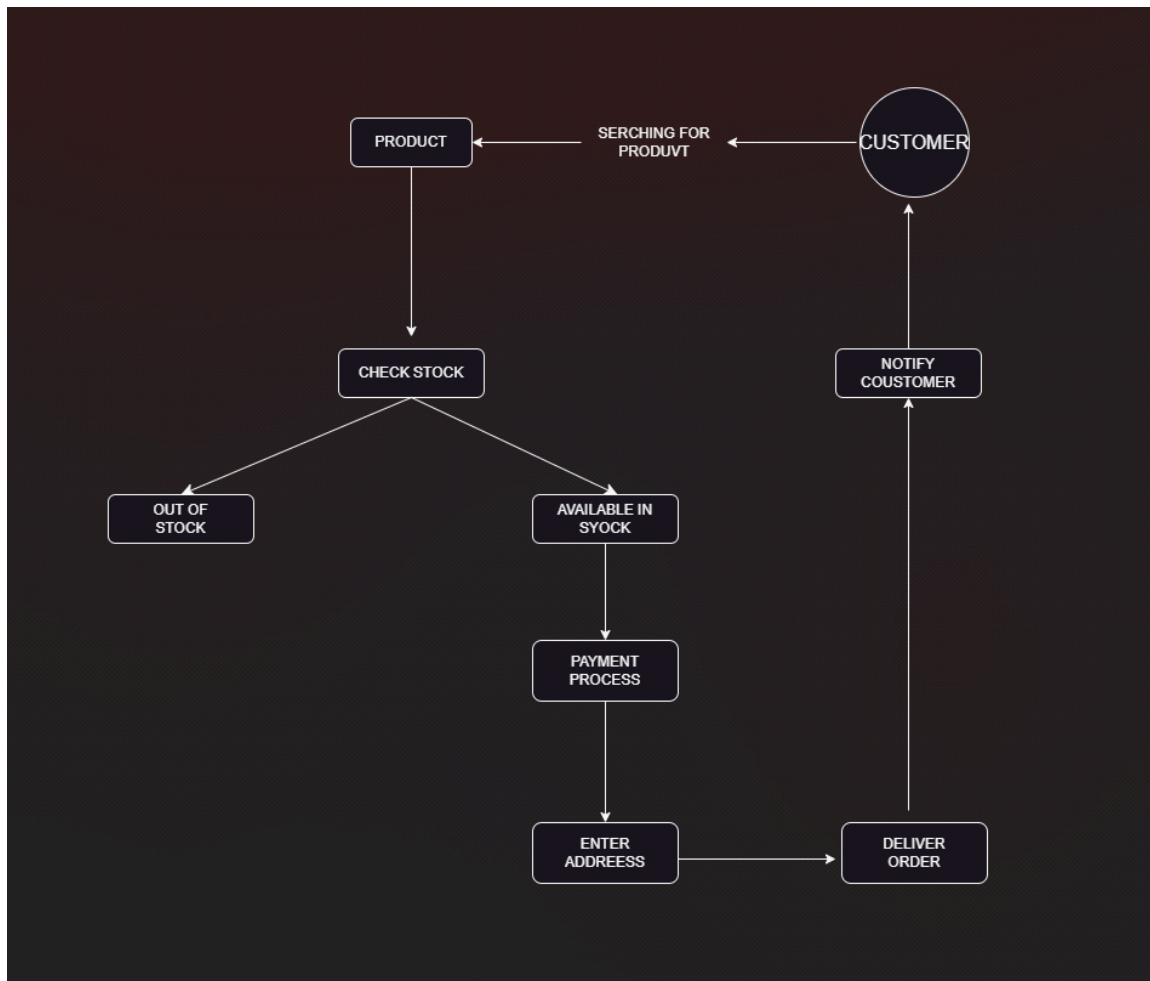 PRODUCT
SERCHING FOR
PRODUVT
CUSTOMER
CHECK STOCK
NOTIFY
COUSTOMER
OUT OF
STOCK
AVAILABLE IN
SYOCK
PAYMENT
PROCESS
ENTER
ADDREESS
DELIVER
ORDER